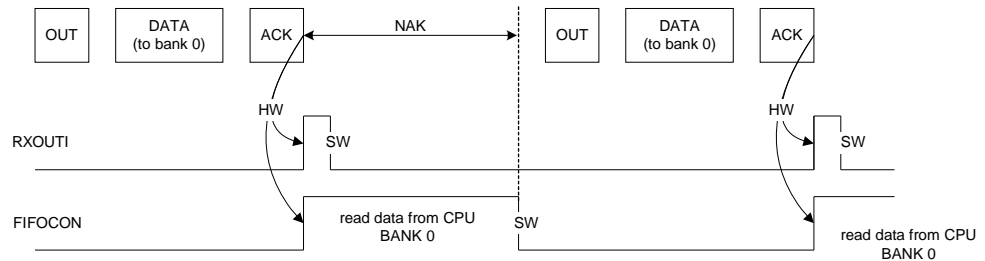 OUT
DATA
(to bank 0)
ACK
NAK
OUT
DATA
(to bank 0)
ACK
HW
HW
RXOUTI
SW
SW
FIFOCON
read data from CPU
BANK 0
SW
read data from CPU
BANK 0